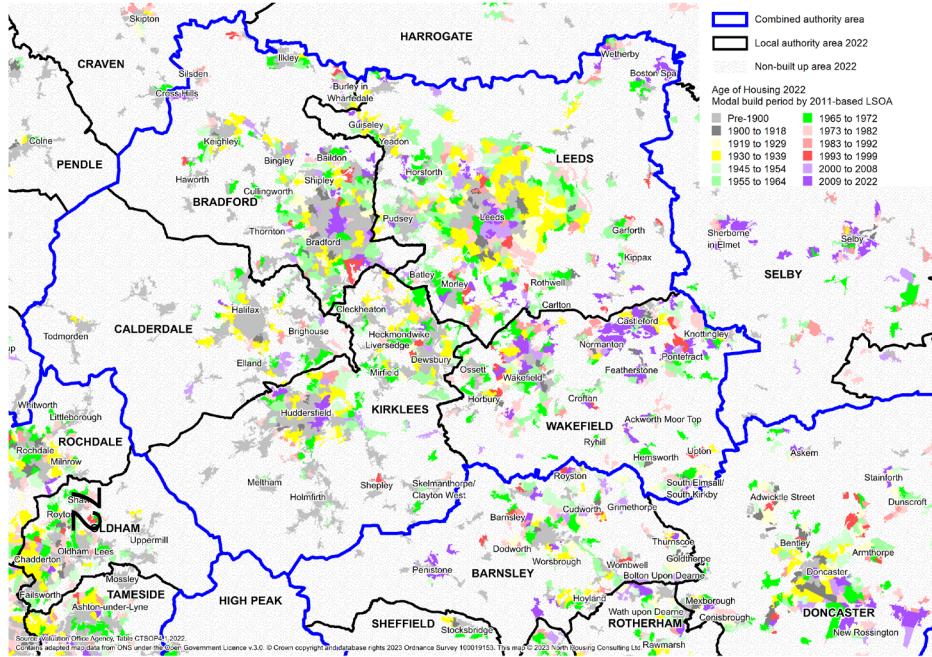 Skipton
HARROGATE
Combined authority area
Local authority area 2022
Non-built up area 2022
CRAVEN
Ilkley
Wetherby
Silsden
Boston Spa
Cross Hills
Burley in
Wharfedale
Age of Housing 2022
Modal build period by 2011-based LSOA
Pre-1900
1965 to 1972
1900 to 1918
1973 to 1982
1919 to 1929
1983 to 1992
1930 to 1939
1993 to 1999
1945 to 1954
2000 to 2008
1955 to 1964
2009 to 2022
Guiseley
Colne
Keighley
Yeadon
PENDLE
Bingley
Baildon
LEEDS
Haworth
Shipley
Horsforth
Cullingworth
BRADFORD
Pudsey
Leeds
Thornton
Bradford
Garforth
Sherborne
in Elmet
Selby
Kippax
SELBY
Batley
Morley
Rothwell
Carlton
Halifax
Cleckheaton
CALDERDALE
Brighouse
Castleford
Todmorden
Heckmondwike
Knottingley
Liversedge
Normanton
Elland
Dewsbury
Pontefract
Mirfield
Ossett
Wakefield
Featherstone
Whitworth
Huddersfield
Horbury
Crofton
Littleborough
KIRKLEES
Ackworth Moor Top
ROCHDALE
WAKEFIELD
Rochdale
Ryhill
Milnrow
Hemsworth
Upton
Askern
Meltham
Shepley
Skelmanthorpe/
Clayton West
Royston
South Elmsall/
South Kirkby
Stainforth
Holmfirth
Adwickle Street
Dunscroft
Royto
OLDHAM
Barnsley
Cudworth
Grimethorpe
Uppermill
Oldham
Lees
Dodworth
Thurnscoe
Bentley
Chadderton
Worsbrough
Goldthorpe
Armthorpe
Mossley
Penistone
BARNSLEY
Wombwell
Bolton Upon Dearne
Doncaster
Failsworth
TAMESIDE
HIGH PEAK
Hoyland
Mexborough
Ashton-under-Lyne
Wath upon Dearne
DONCASTER
SHEFFIELD
ROTHERHAM
Conisbrough
Stocksbridge
New Rossington
Rawmarsh
Source: Valuation Office Agency, Table CTSOP4.1, 2022.
Contains adapted map data from ONS under the Open Government Licence v.3.0. © Crown copyright and database rights 2023 Ordnance Survey 100019153. This map © 2023 North Housing Consulting Ltd.